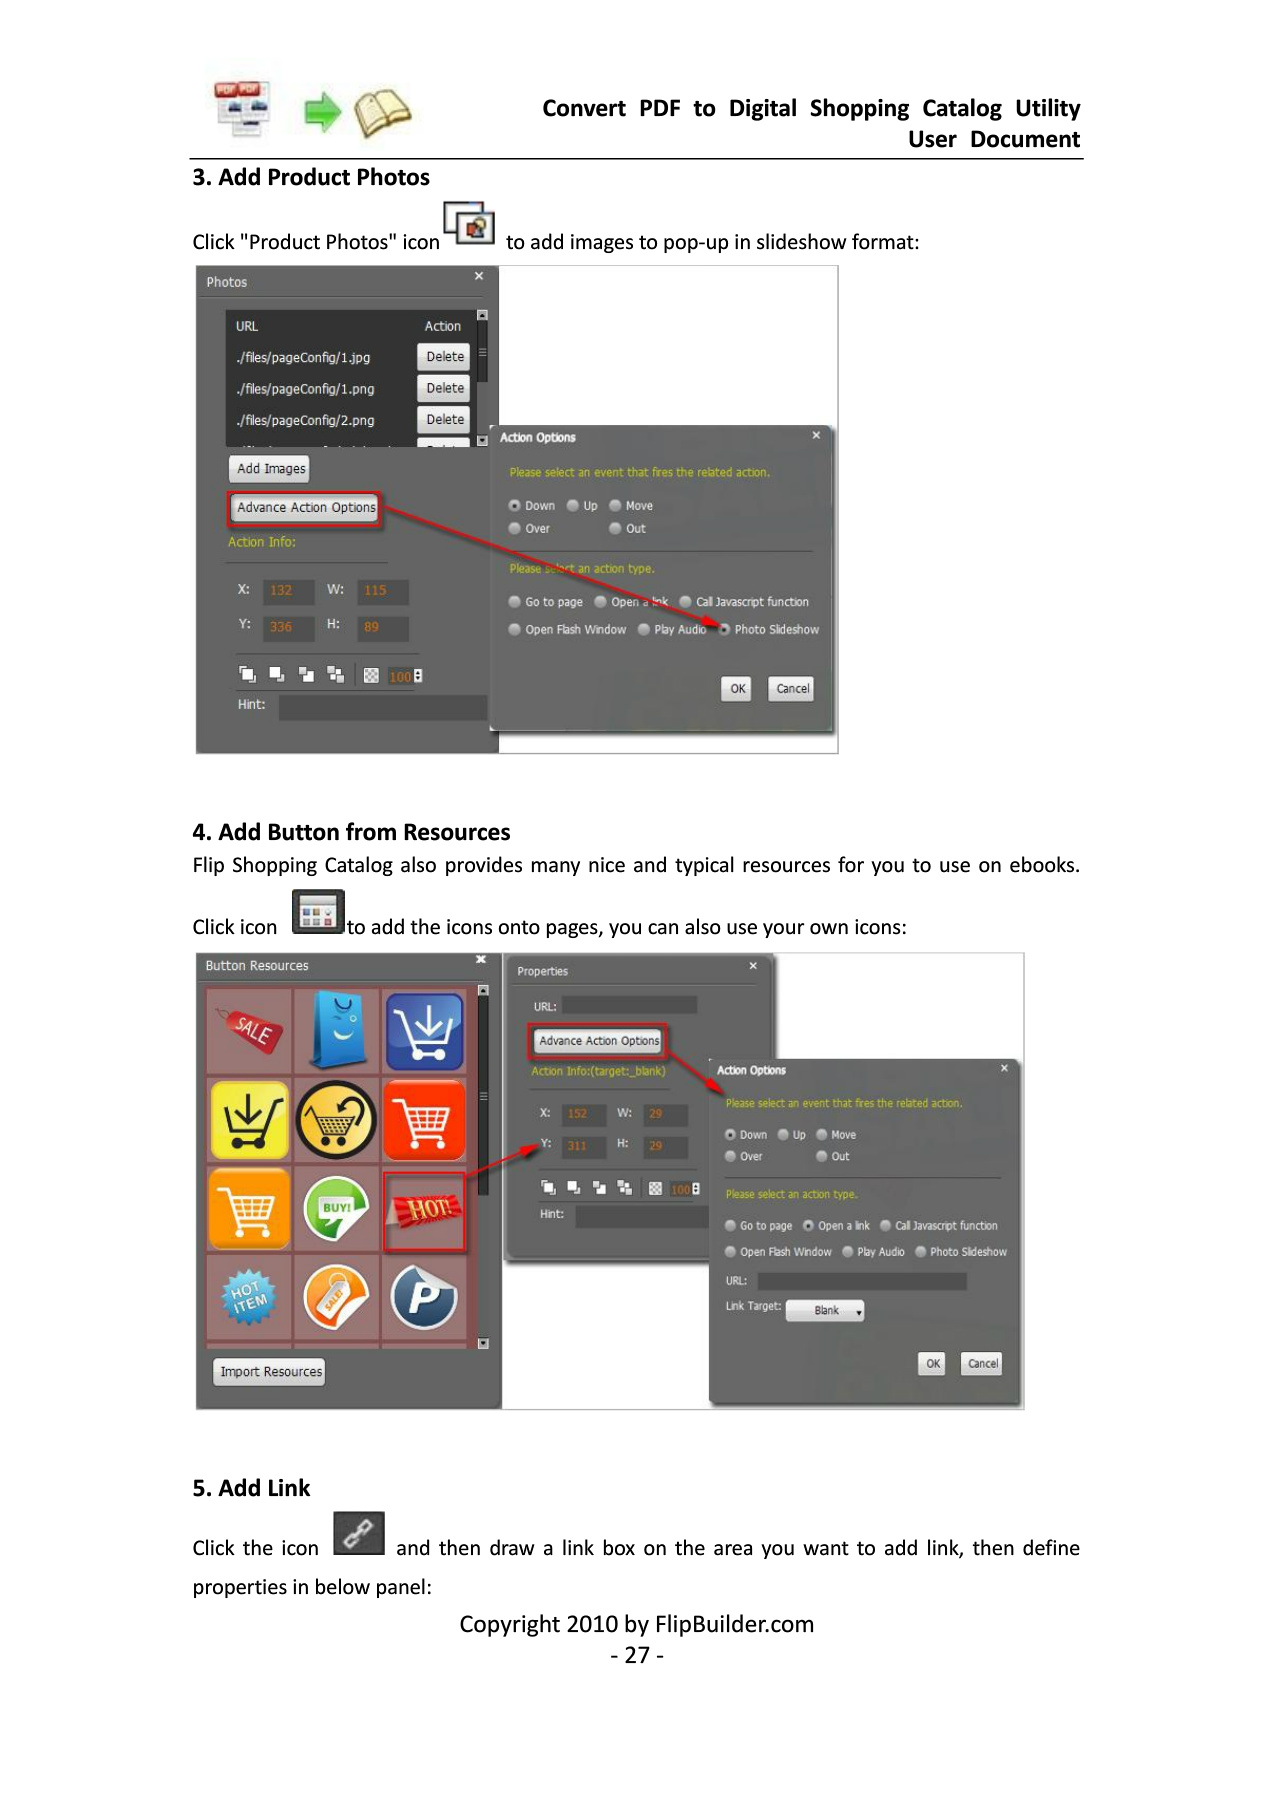 PDF PDF
Convert PDF to Digital Shopping Catalog Utility
User Document
3. Add Product Photos
Click "Product Photos" icon to add images to pop-up in slideshow format:
Photos
URL Action
./files/pageConfig/1.jpg Delete
./files/pageConfig/1.png Delete
./files/pageConfig/2.png Delete
Add Images
Advance Action Options
Action Info:
X: 132 W: 115
Y: 336 H: 89
100
Hint:
Action Options
Please select an event that fires the related action.
Down Up Move
Over Out
Please select an action type.
Go to page Open a link Call Javascript function
Open Flash Window Play Audio Photo Slideshow
OK Cancel
4. Add Button from Resources
Flip Shopping Catalog also provides many nice and typical resources for you to use on ebooks.
Click icon to add the icons onto pages, you can also use your own icons:
Button Resources
SALE
BUY! HOT!
HOT ITEM SALE! P
Import Resources
Properties
URL:
Advance Action Options
Action Info:(target:_blank)
X: 152 W: 29
Y: 311 H: 29
100
Hint:
Action Options
Please select an event that fires the related action.
Down Up Move
Over Out
Please select an action type.
Go to page Open a link Call Javascript function
Open Flash Window Play Audio Photo Slideshow
URL:
Link Target: Blank
OK Cancel
5. Add Link
Click the icon and then draw a link box on the area you want to add link, then define
properties in below panel:
Copyright 2010 by FlipBuilder.com
- 27 -